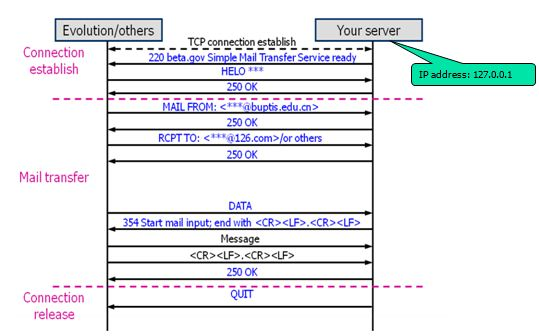 Evolution/others
Your server
TCP connection establish
Connection
establish
220 beta.gov Simple Mail Transfer Service ready
IP address: 127.0.0.1
HELO ***
250 OK
MAIL FROM: <***@buptis.edu.cn>
250 OK
RCPT TO: <***@126.com>/or others
250 OK
Mail transfer
DATA
354 Start mail input; end with <CR><LF>.<CR><LF>
Message
<CR><LF>.<CR><LF>
250 OK
Connection
release
QUIT